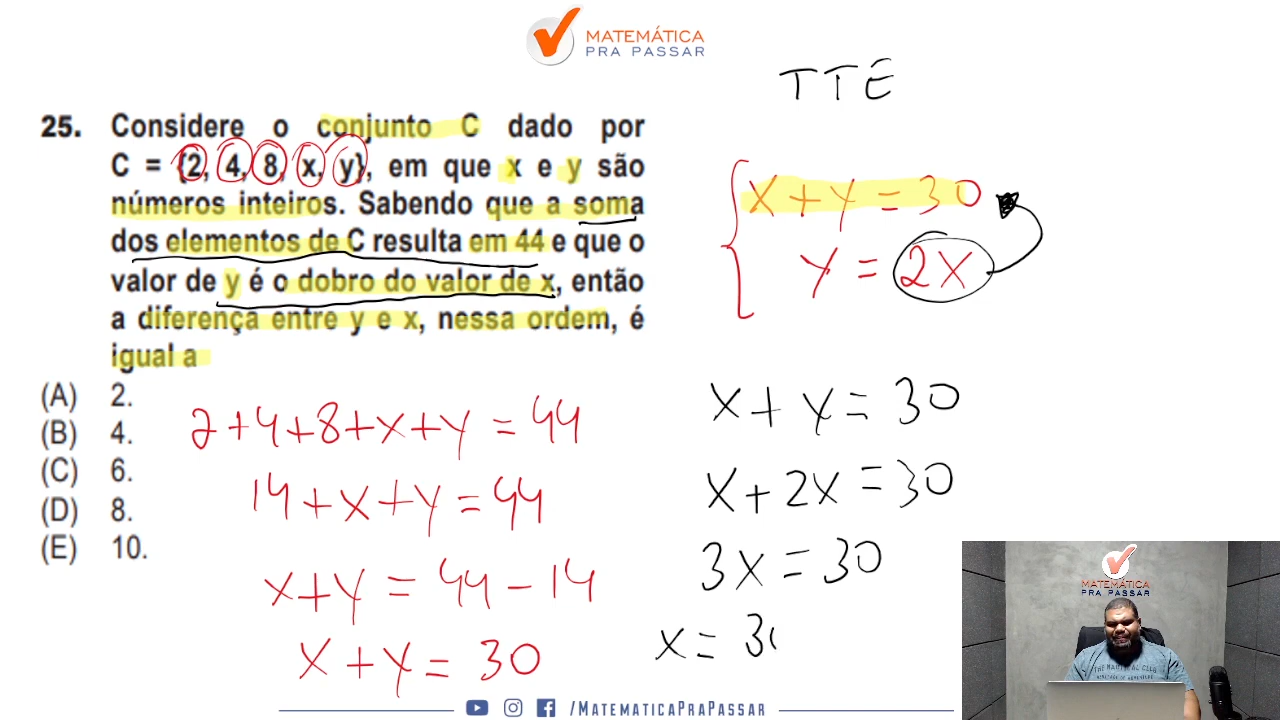 MATEMÁTICA
PRA PASSAR
TTE
25. Considere o conjunto C dado por
C = {2, 4, 8, x, y}, em que x e y são
números inteiros. Sabendo que a soma
dos elementos de C resulta em 44 e que o
valor de y é o dobro do valor de x, então
a diferença entre y e x, nessa ordem, é
igual a
(A) 2.
(B) 4.
(C) 6.
(D) 8.
(E) 10.
2+4+8+x+y=44
14+x+y=44
x+y=44-14
x+y=30
x+y=30
y=2x
x+y=30
x+2x=30
3x=30
x=30
MATEMÁTICA
PRA PASSAR
/MATEMATICAPRAPASSAR